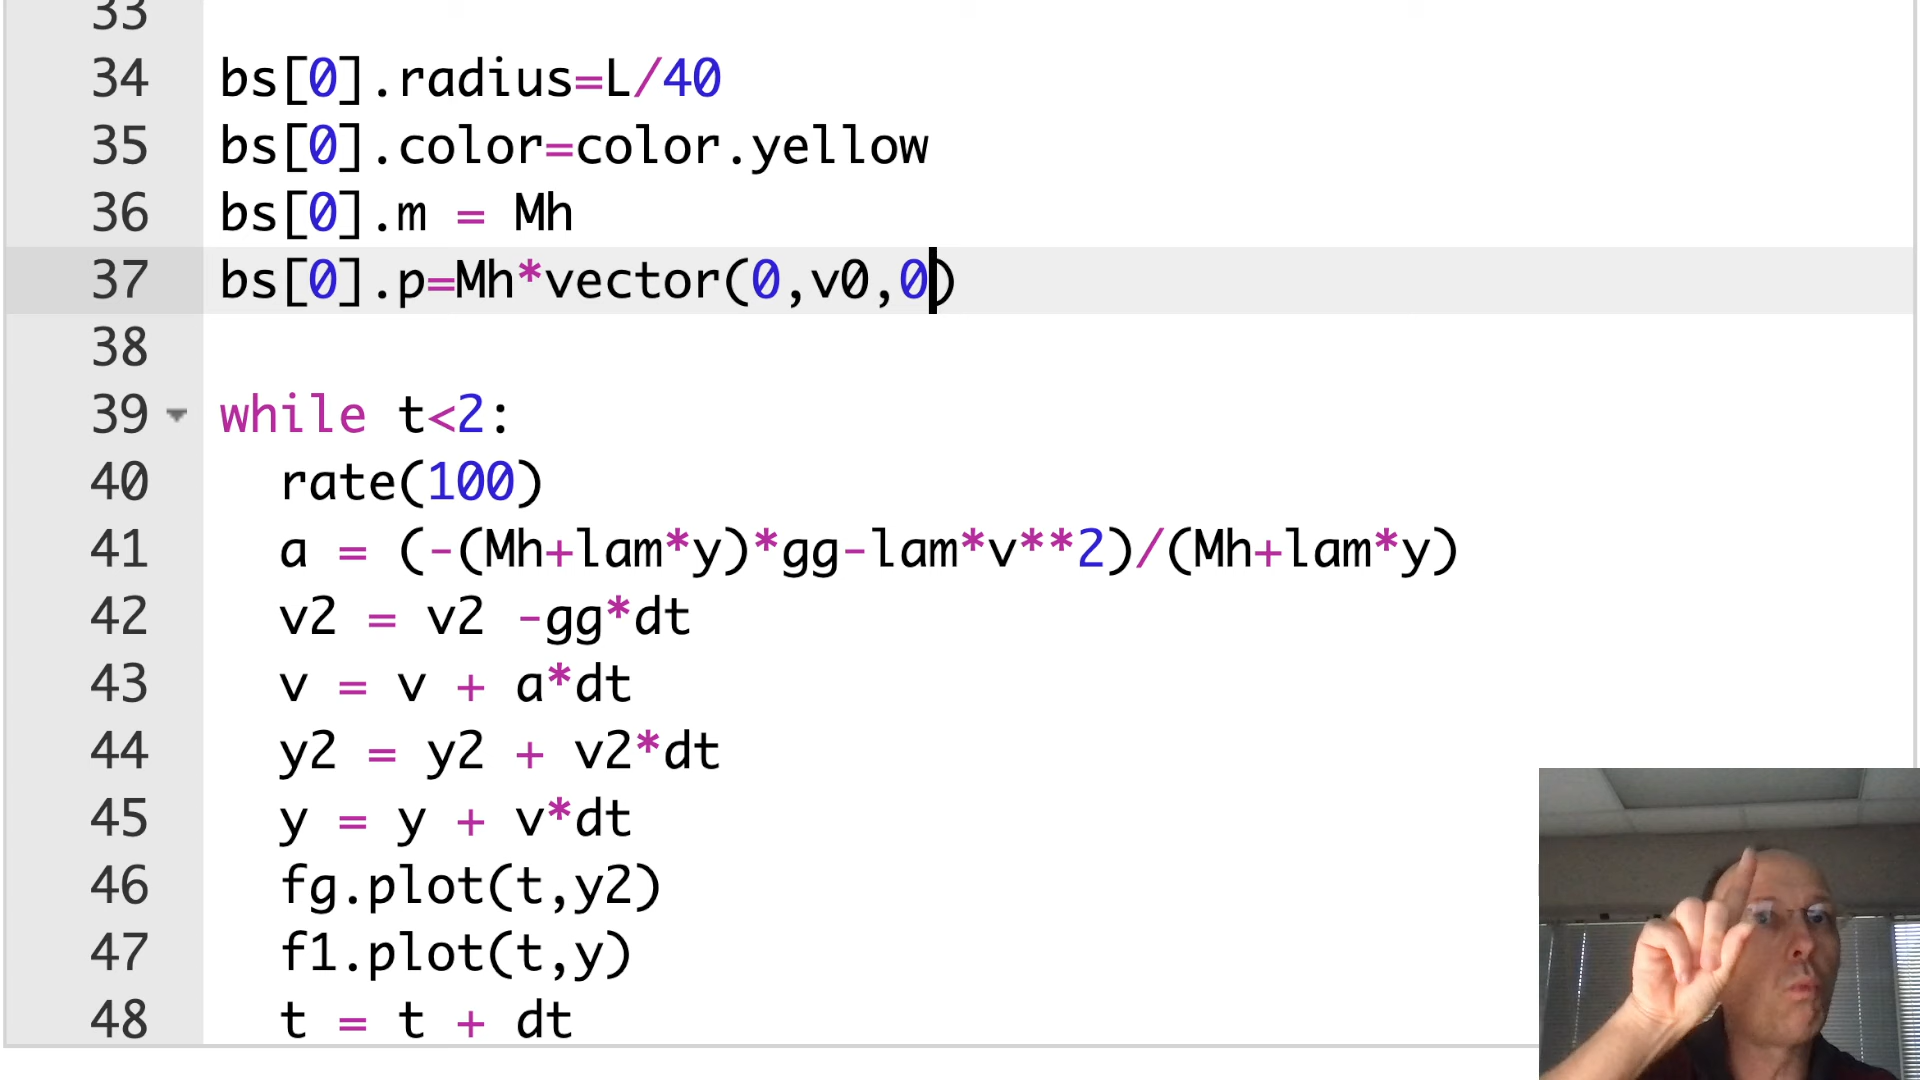 33
34 bs[0].radius=L/40
35 bs[0].color=color.yellow
36 bs[0].m = Mh
37 bs[0].p=Mh*vector(0,v0,0)
38
39 while t<2:
40 rate(100)
41 a = (-(Mh+lam*y)*gg-lam*v**2)/(Mh+lam*y)
42 v2 = v2 -gg*dt
43 v = v + a*dt
44 y2 = y2 + v2*dt
45 y = y + v*dt
46 fg.plot(t,y2)
47 f1.plot(t,y)
48 t = t + dt